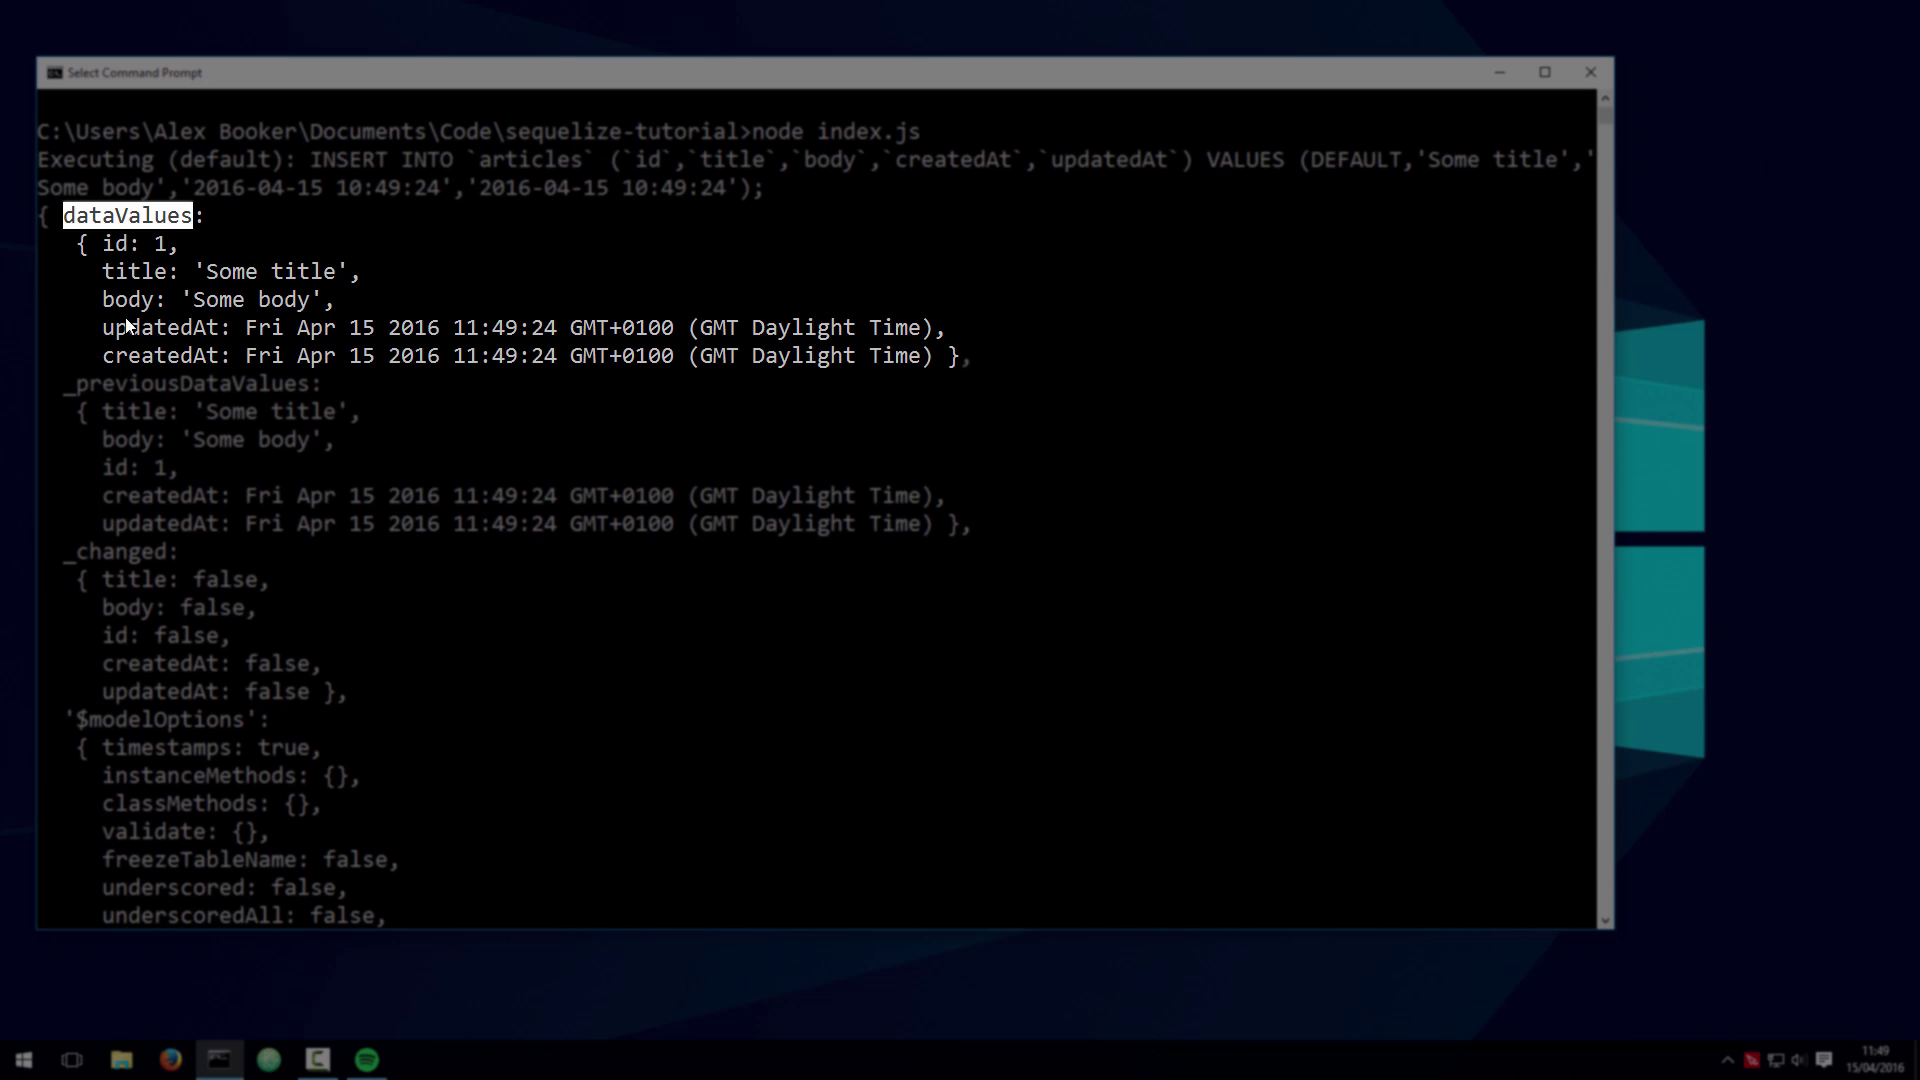 Select Command Prompt
C:\Users\Alex Booker\Documents\Code\sequelize-tutorial>node index.js
Executing (default): INSERT INTO `articles` (`id`,`title`,`body`,`createdAt`,`updatedAt`) VALUES (DEFAULT,'Some title','
Some body','2016-04-15 10:49:24','2016-04-15 10:49:24');
{ dataValues:
{ id: 1,
title: 'Some title',
body: 'Some body',
updatedAt: Fri Apr 15 2016 11:49:24 GMT+0100 (GMT Daylight Time),
createdAt: Fri Apr 15 2016 11:49:24 GMT+0100 (GMT Daylight Time) },
_previousDataValues:
{ title: 'Some title',
body: 'Some body',
id: 1,
createdAt: Fri Apr 15 2016 11:49:24 GMT+0100 (GMT Daylight Time),
updatedAt: Fri Apr 15 2016 11:49:24 GMT+0100 (GMT Daylight Time) },
_changed:
{ title: false,
body: false,
id: false,
createdAt: false,
updatedAt: false },
'$modelOptions':
{ timestamps: true,
instanceMethods: {},
classMethods: {},
validate: {},
freezeTableName: false,
underscored: false,
underscoredAll: false,
11:49
15/04/2016